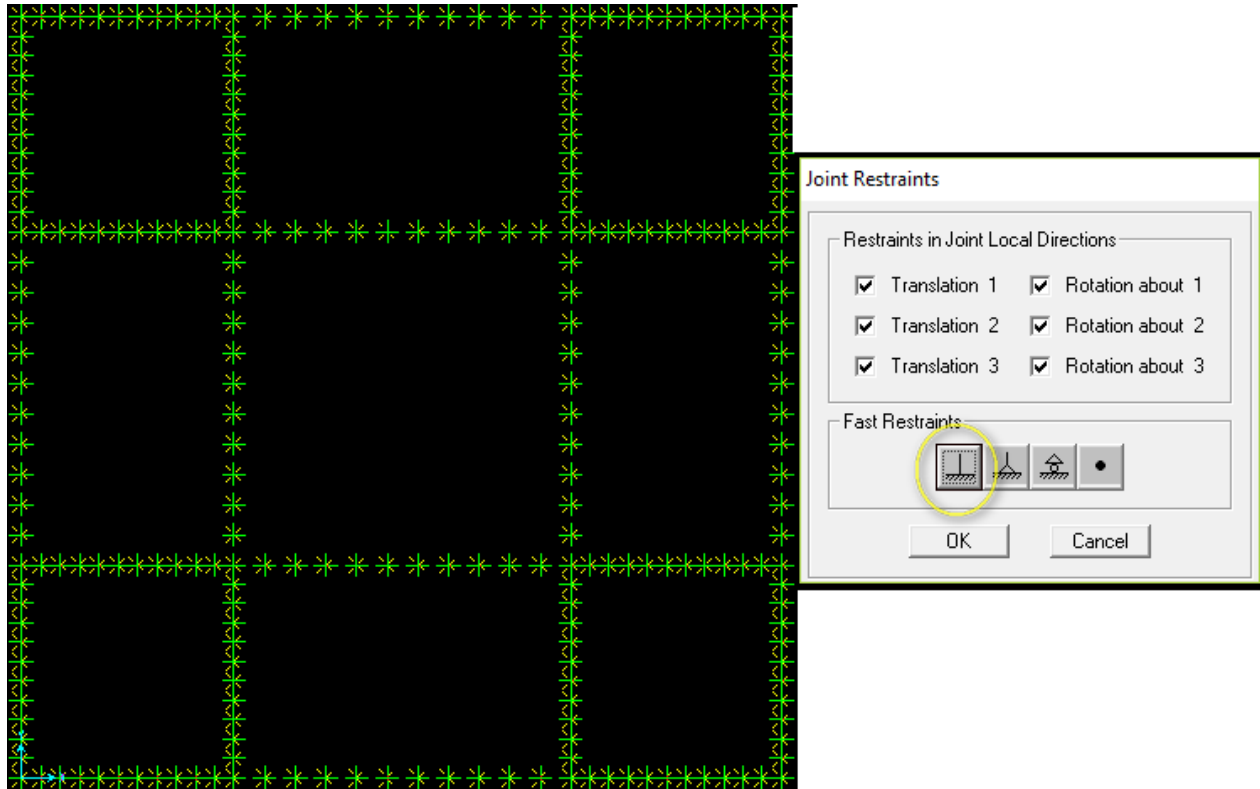 Joint Restraints
Restraints in Joint Local Directions
Translation 1 Rotation about 1
Translation 2 Rotation about 2
Translation 3 Rotation about 3
Fast Restraints
OK Cancel